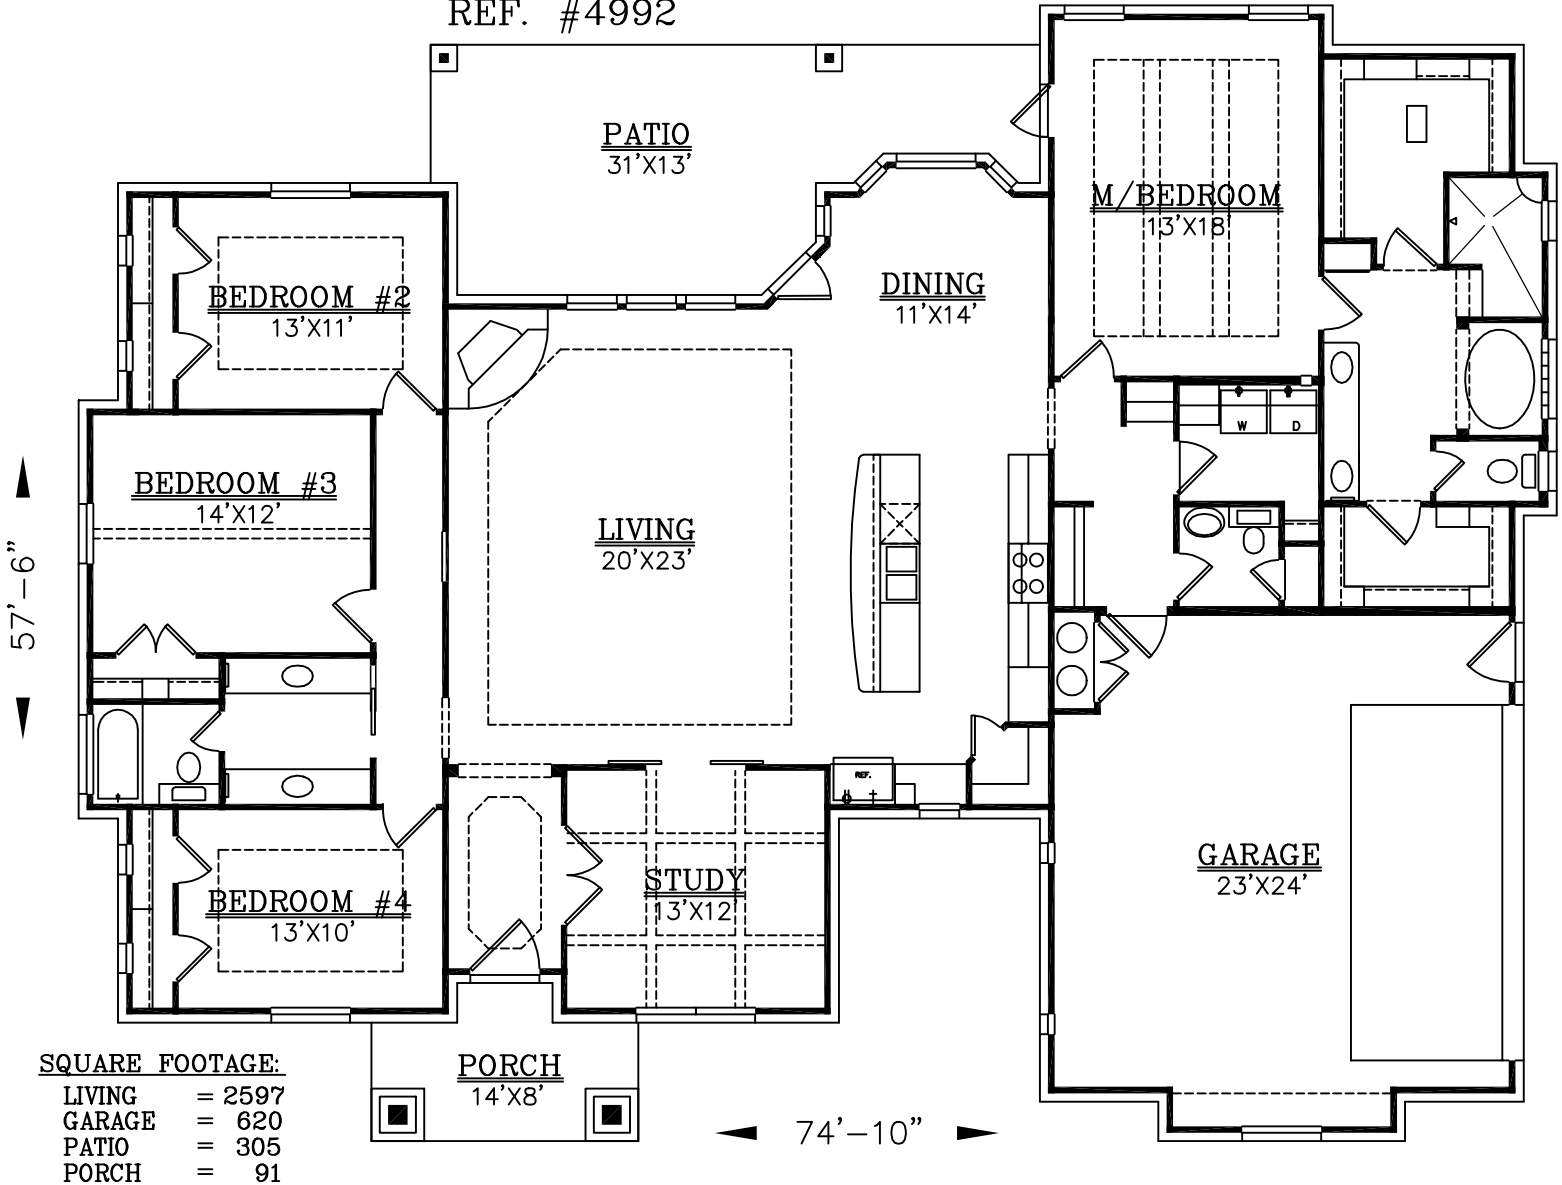 REF. #4992
PATIO
31'X13'
M/BEDROOM
13'X18'
BEDROOM #2
13'X11'
DINING
11'X14'
W
D
BEDROOM #3
14'X12'
LIVING
20'X23'
57'-6"
REF.
GARAGE
23'X24'
STUDY
13'X12'
BEDROOM #4
13'X10'
PORCH
14'X8'
74'-10"
SQUARE FOOTAGE:
LIVING = 2597
GARAGE = 620
PATIO = 305
PORCH = 91